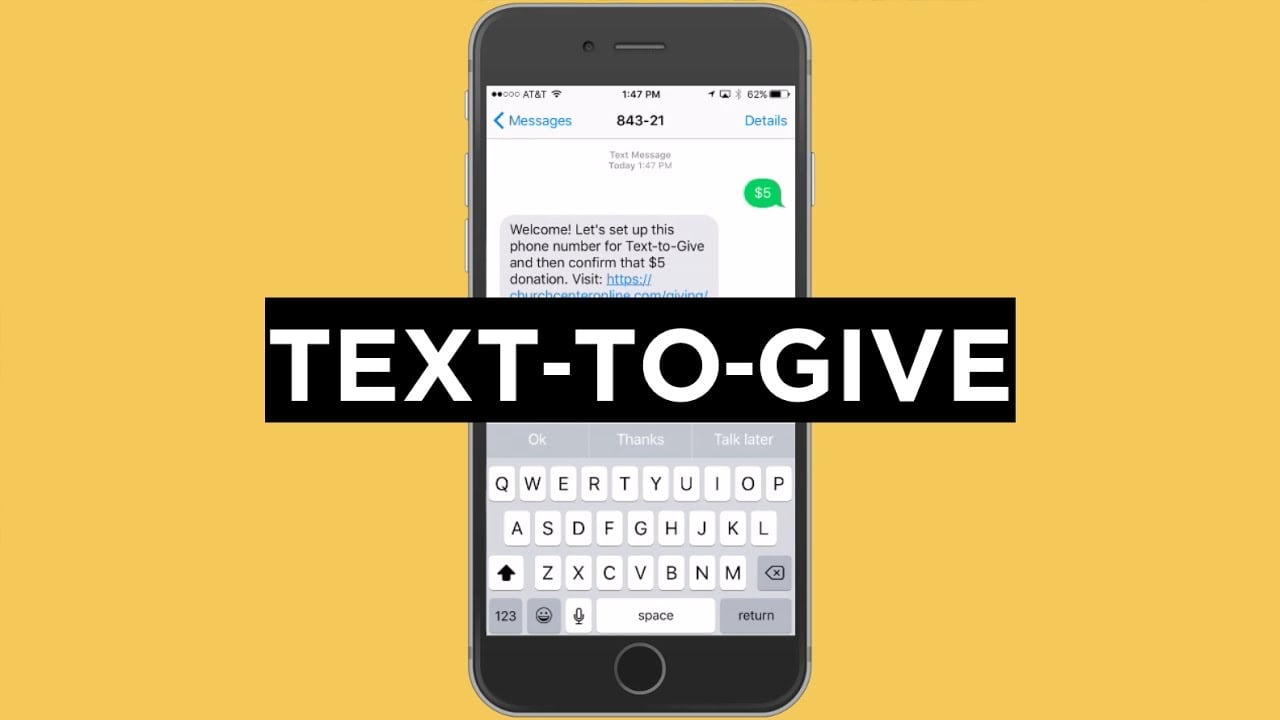 AT&T 1:47 PM 62%
Messages 843-21 Details
Text Message
Today 1:47 PM
$5
Welcome! Let's set up this
phone number for Text-to-Give
and then confirm that $5
donation. Visit: https://
churchcenteronline.com/giving/
TEXT-TO-GIVE
Ok Thanks Talk later
Q W E R T Y U I O P
A S D F G H J K L
Z X C V B N M
123 space return